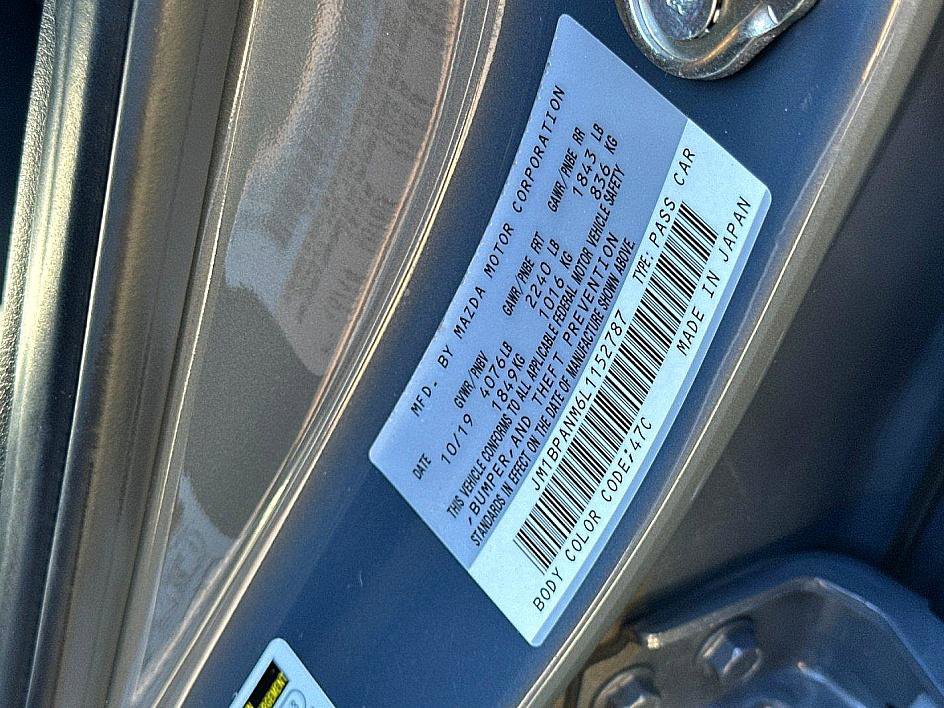 MFD. BY MAZDA MOTOR CORPORATION
DATE GVWR/PNBV GAWR/PNBE FRT GAWR/PNBE RR
10/19 4076LB 2240 LB 1843 LB
1849KG 1016 KG 836 KG
THIS VEHICLE CONFORMS TO ALL APPLICABLE FEDERAL MOTOR VEHICLE SAFETY
,BUMPER,AND THEFT PREVENTION
STANDARDS IN EFFECT ON THE DATE OF MANUFACTURE SHOWN ABOVE.
JM1BPANM6L1152787 TYPE: PASS CAR
BODY COLOR CODE:47C MADE IN JAPAN